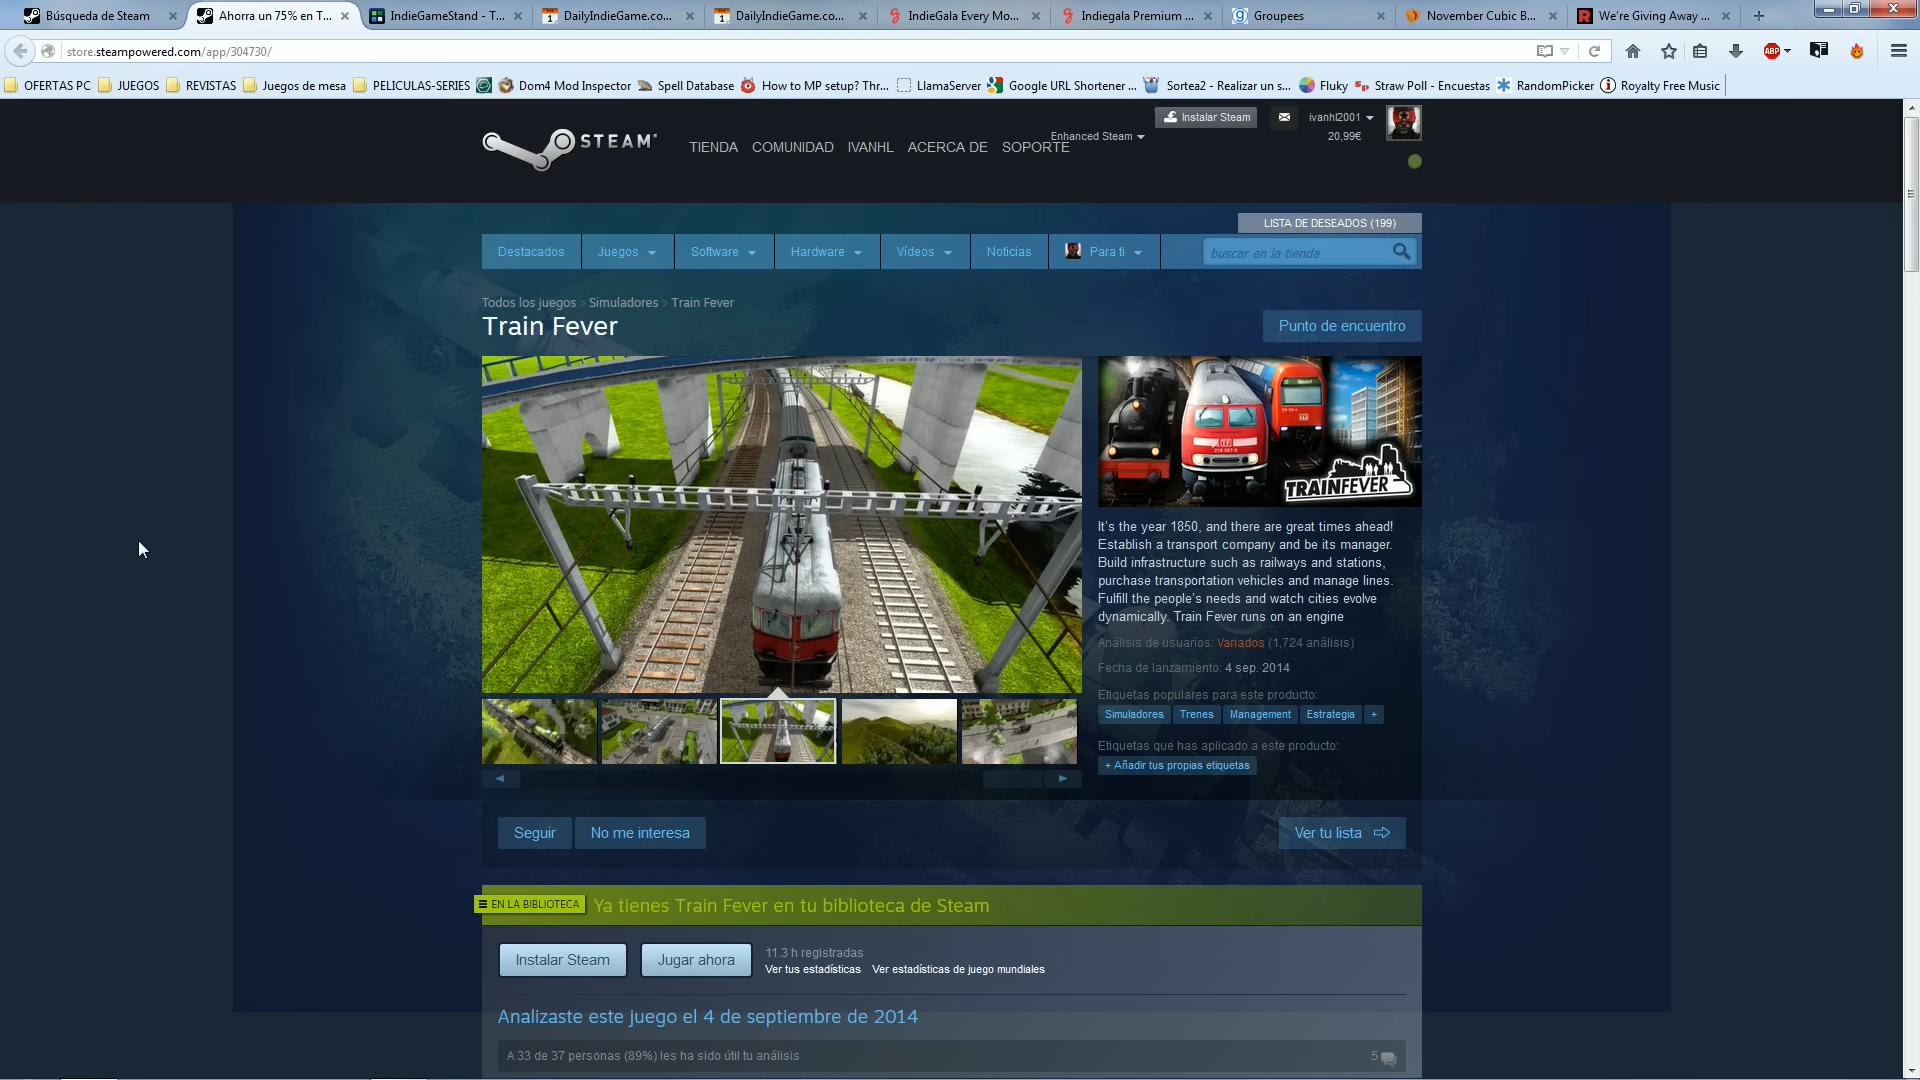 Búsqueda de Steam
Ahorra un 75% en T...
IndieGameStand - T...
DailyIndieGame.co...
DailyIndieGame.co...
IndieGala Every Mo...
Indiegala Premium ...
Groupees
November Cubic B...
We're Giving Away ...
store.steampowered.com/app/304730/
ABP
OFERTAS PC
JUEGOS
REVISTAS
Juegos de mesa
PELICULAS-SERIES
Dom4 Mod Inspector
Spell Database
How to MP setup? Thr...
LlamaServer
Google URL Shortener ...
Sortea2 - Realizar un s...
Fluky
Straw Poll - Encuestas
RandomPicker
Royalty Free Music
Instalar Steam
ivanhl2001
Enhanced Steam
20,99€
STEAM
TIENDA COMUNIDAD IVANHL ACERCA DE SOPORTE
LISTA DE DESEADOS (199)
Destacados
Juegos
Software
Hardware
Vídeos
Noticias
Para ti
buscar en la tienda
Todos los juegos > Simuladores > Train Fever
Train Fever
Punto de encuentro
TRAINFEVER
It's the year 1850, and there are great times ahead!
Establish a transport company and be its manager.
Build infrastructure such as railways and stations,
purchase transportation vehicles and manage lines.
Fulfill the people's needs and watch cities evolve
dynamically. Train Fever runs on an engine
Análisis de usuarios: Variados (1,724 análisis)
Fecha de lanzamiento: 4 sep. 2014
Etiquetas populares para este producto:
Simuladores Trenes Management Estrategia +
Etiquetas que has aplicado a este producto:
+ Añadir tus propias etiquetas
Seguir
No me interesa
Ver tu lista
EN LA BIBLIOTECA
Ya tienes Train Fever en tu biblioteca de Steam
Instalar Steam
Jugar ahora
11.3 h registradas
Ver tus estadísticas Ver estadísticas de juego mundiales
Analizaste este juego el 4 de septiembre de 2014
A 33 de 37 personas (89%) les ha sido útil tu análisis
5